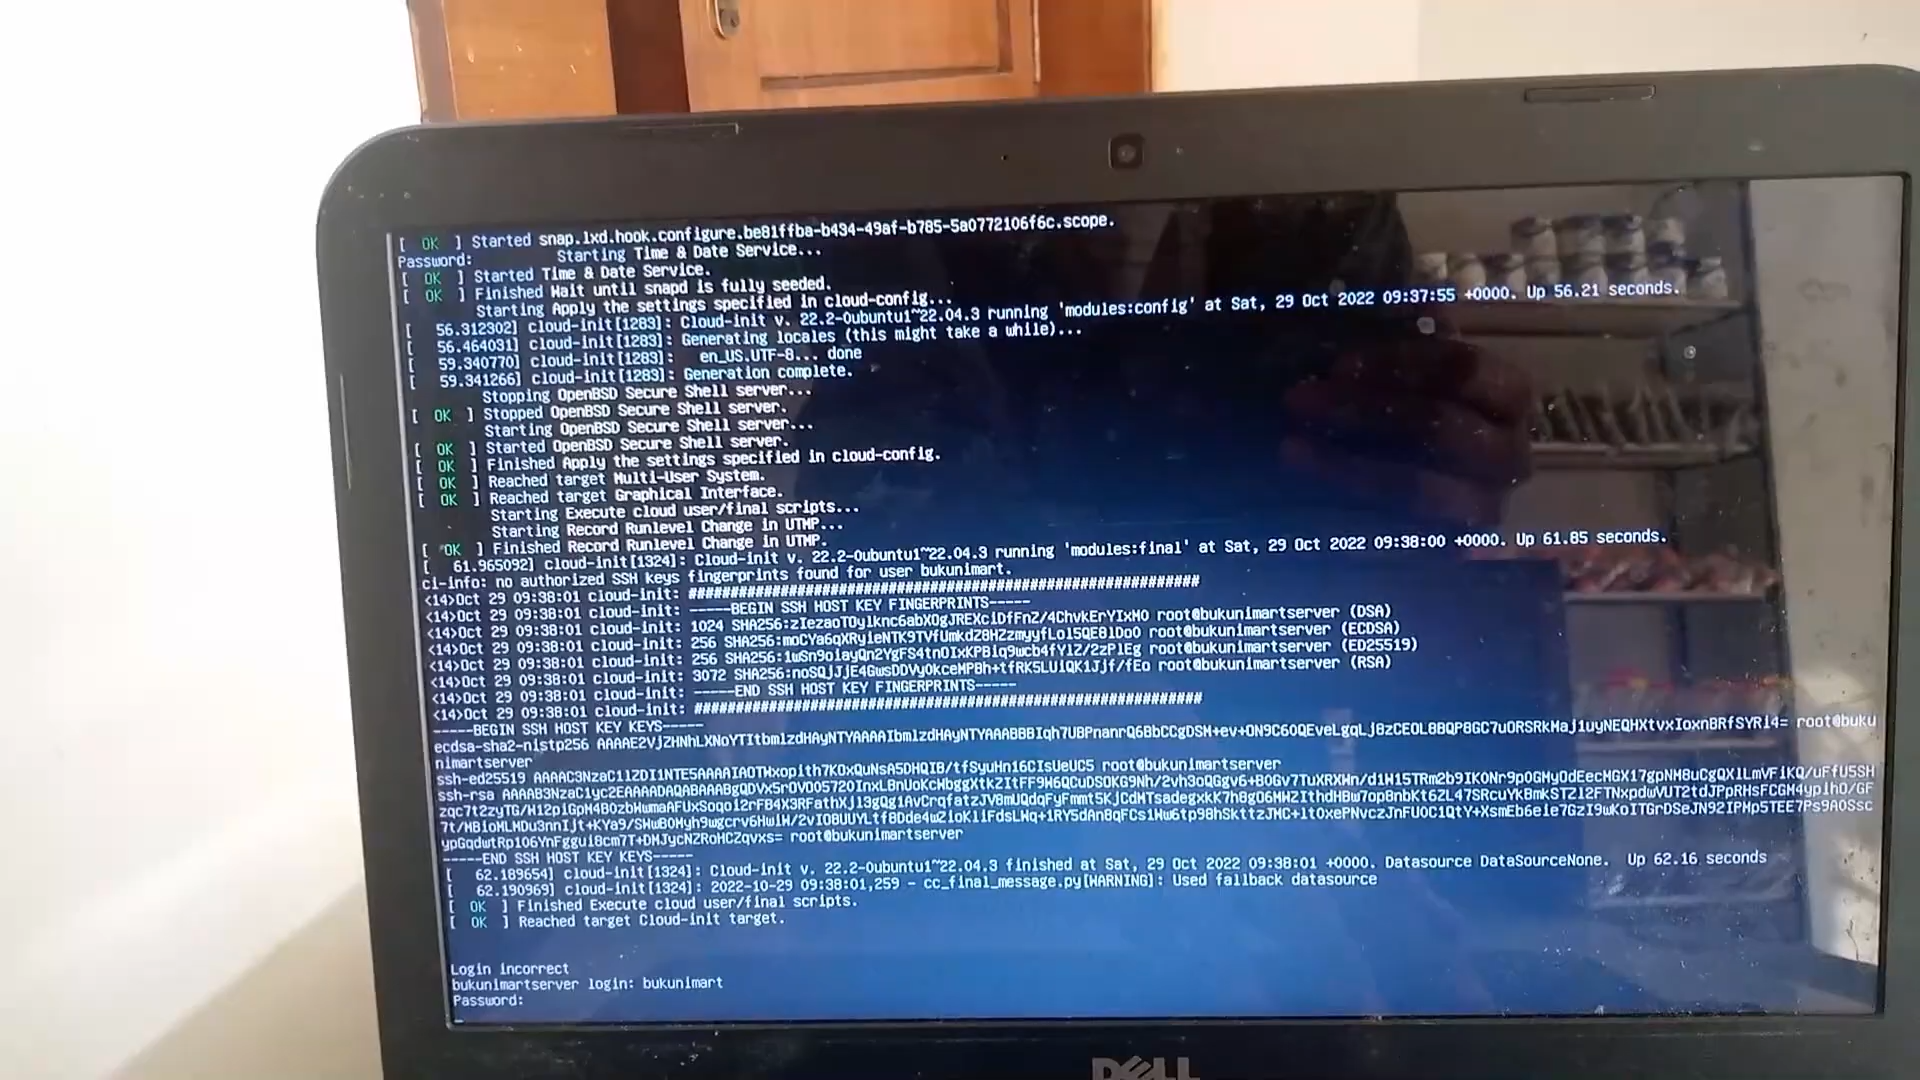 [ OK ] Started snap.lxd.hook.configure.be81ffba-b434-49af-b785-5a0772106f6c.scope.
Password: Starting Time & Date Service...
[ OK ] Started Time & Date Service.
[ OK ] Finished Wait until snapd is fully seeded.
Starting Apply the settings specified in cloud-config...
[ 56.312302] cloud-init[1283]: Cloud-init v. 22.2-0ubuntu1~22.04.3 running 'modules:config' at Sat, 29 Oct 2022 09:37:55 +0000. Up 56.21 seconds.
[ 56.464031] cloud-init[1283]: Generating locales (this might take a while)...
[ 59.340770] cloud-init[1283]: en_US.UTF-8... done
[ 59.341266] cloud-init[1283]: Generation complete.
Stopping OpenBSD Secure Shell server...
[ OK ] Stopped OpenBSD Secure Shell server.
Starting OpenBSD Secure Shell server...
[ OK ] Started OpenBSD Secure Shell server.
[ OK ] Finished Apply the settings specified in cloud-config.
[ OK ] Reached target Multi-User System.
[ OK ] Reached target Graphical Interface.
Starting Execute cloud user/final scripts...
Starting Record Runlevel Change in UTMP...
[ OK ] Finished Record Runlevel Change in UTMP.
[ 61.965092] cloud-init[1324]: Cloud-init v. 22.2-0ubuntu1~22.04.3 running 'modules:final' at Sat, 29 Oct 2022 09:38:00 +0000. Up 61.85 seconds.
ci-info: no authorized SSH keys fingerprints found for user bukunimart.
<14>Oct 29 09:38:01 cloud-init: #############################################################
<14>Oct 29 09:38:01 cloud-init: -----BEGIN SSH HOST KEY FINGERPRINTS-----
<14>Oct 29 09:38:01 cloud-init: 1024 root@bukunimartserver (DSA)
<14>Oct 29 09:38:01 cloud-init: 256 root@bukunimartserver (ECDSA)
<14>Oct 29 09:38:01 cloud-init: 256 root@bukunimartserver (ED25519)
<14>Oct 29 09:38:01 cloud-init: 3072 root@bukunimartserver (RSA)
<14>Oct 29 09:38:01 cloud-init: -----END SSH HOST KEY FINGERPRINTS-----
<14>Oct 29 09:38:01 cloud-init: #############################################################
-----BEGIN SSH HOST KEY KEYS-----
ecdsa-sha2-nistp256 root@buku
nimartserver
ssh-ed25519 root@bukunimartserver
ssh-rsa
root@bukunimartserver
-----END SSH HOST KEY KEYS-----
[ 62.189654] cloud-init[1324]: Cloud-init v. 22.2-0ubuntu1~22.04.3 finished at Sat, 29 Oct 2022 09:38:01 +0000. Datasource DataSourceNone. Up 62.16 seconds
[ 62.190969] cloud-init[1324]: 2022-10-29 09:38:01,259 - cc_final_message.py[WARNING]: Used fallback datasource
[ OK ] Finished Execute cloud user/final scripts.
[ OK ] Reached target Cloud-init target.
Login incorrect
bukunimartserver login: bukunimart
Password:
DELL